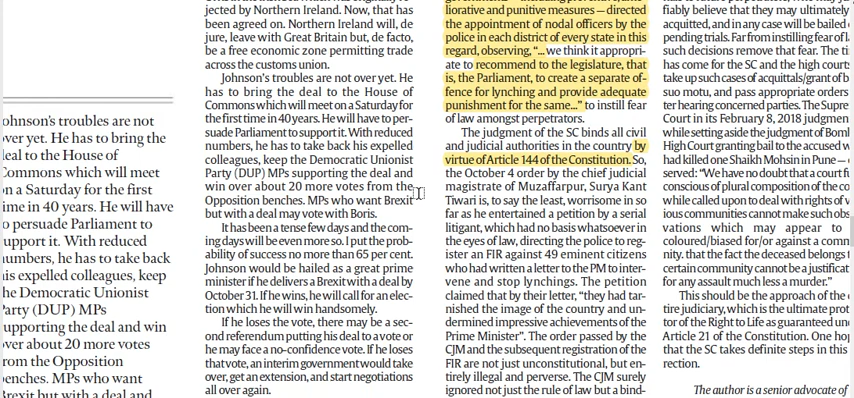 ohnson's troubles are not
over yet. He has to bring the
deal to the House of
Commons which will meet
on a Saturday for the first
time in 40 years. He will have
to persuade Parliament to
support it. With reduced
numbers, he has to take back
his expelled colleagues, keep
the Democratic Unionist
Party (DUP) MPs
supporting the deal and win
over about 20 more votes
from the Opposition
benches. MPs who want
Brexit but with a deal may
jected by Northern Ireland. Now, that has
been agreed on. Northern Ireland will, de
jure, leave with Great Britain but, de facto,
be a free economic zone permitting trade
across the customs union.
Johnson's troubles are not over yet. He
has to bring the deal to the House of
Commons which will meet on a Saturday for
the first time in 40 years. He will have to per-
suade Parliament to support it. With reduced
numbers, he has to take back his expelled
colleagues, keep the Democratic Unionist
Party (DUP) MPs supporting the deal and
win over about 20 more votes from the
Opposition benches. MPs who want Brexit
but with a deal may vote with Boris.
It has been a tense few days and the com-
ing days will be even more so. I put the prob-
ability of success no more than 65 per cent.
Johnson would be hailed as a great prime
minister if he delivers a Brexit with a deal by
October 31. If he wins, he will call for an elec-
tion which he will win handsomely.
If he loses the vote, there may be a sec-
ond referendum putting his deal to a vote or
he may face a no-confidence vote. If he loses
that vote, an interim government would take
over, get an extension, and start negotiations
all over again.
liorative and punitive measures — directed
the appointment of nodal officers by the
police in each district of every state in this
regard, observing, "... we think it appropri-
ate to recommend to the legislature, that
is, the Parliament, to create a separate of-
fence for lynching and provide adequate
punishment for the same..." to instill fear
of law amongst perpetrators.
The judgment of the SC binds all civil
and judicial authorities in the country by
virtue of Article 144 of the Constitution. So,
the October 4 order by the chief judicial
magistrate of Muzaffarpur, Surya Kant
Tiwari is, to say the least, worrisome in so
far as he entertained a petition by a serial
litigant, which had no basis whatsoever in
the eyes of law, directing the police to reg-
ister an FIR against 49 eminent citizens
who had written a letter to the PM to inter-
vene and stop lynchings. The petition
claimed that by their letter, "they had tar-
nished the image of the country and un-
dermined impressive achievements of the
Prime Minister". The order passed by the
CJM and the subsequent registration of the
FIR are not just unconstitutional, but en-
tirely illegal and perverse. The CJM surely
ignored not just the rule of law but a bind-
fiably believe that they may ultimately
acquitted, and in any case will be bailed
pending trials. Far from instilling fear of la
such decisions remove that fear. The ti
has come for the SC and the high courts
take up such cases of acquittals/grant of b
suo motu, and pass appropriate orders
ter hearing concerned parties. The Supre
Court in its February 8, 2018 judgment
while setting aside the judgment of Bomb
High Court granting bail to the accused w
had killed one Shaikh Mohsin in Pune —
served: "We have no doubt that a court fu
conscious of plural composition of the co
while called upon to deal with rights of v
ious communities cannot make such obs
vations which may appear to
coloured/biased for/or against a comm
nity. that the fact the deceased belongs t
certain community cannot be a justificat
for any assault much less a murder."
This should be the approach of the
tire judiciary, which is the ultimate prot
tor of the Right to Life as guaranteed un
Article 21 of the Constitution. One hop
that the SC takes definite steps in this
rection.
The author is a senior advocate of